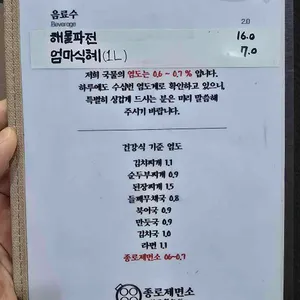 음료수
Beverage
2.0
해물파전 16.0
엄마식혜(1L) 7.0
저희 국물의 염도는 0.6 ~ 0.7 % 입니다.
하루에도 수십번 염도계로 확인하고 있으니,
특별히 싱겁게 드시는 분은 미리 말씀해
주시기 바랍니다.
건강식 기준 염도
김치찌개 1.1
순두부찌개 0.9
된장찌개 1.5
들깨무채국 0.8
북어국 0.9
만둣국 0.9
김치국 1.0
라면 1.1
종로제면소 06-0.7
종로제면소